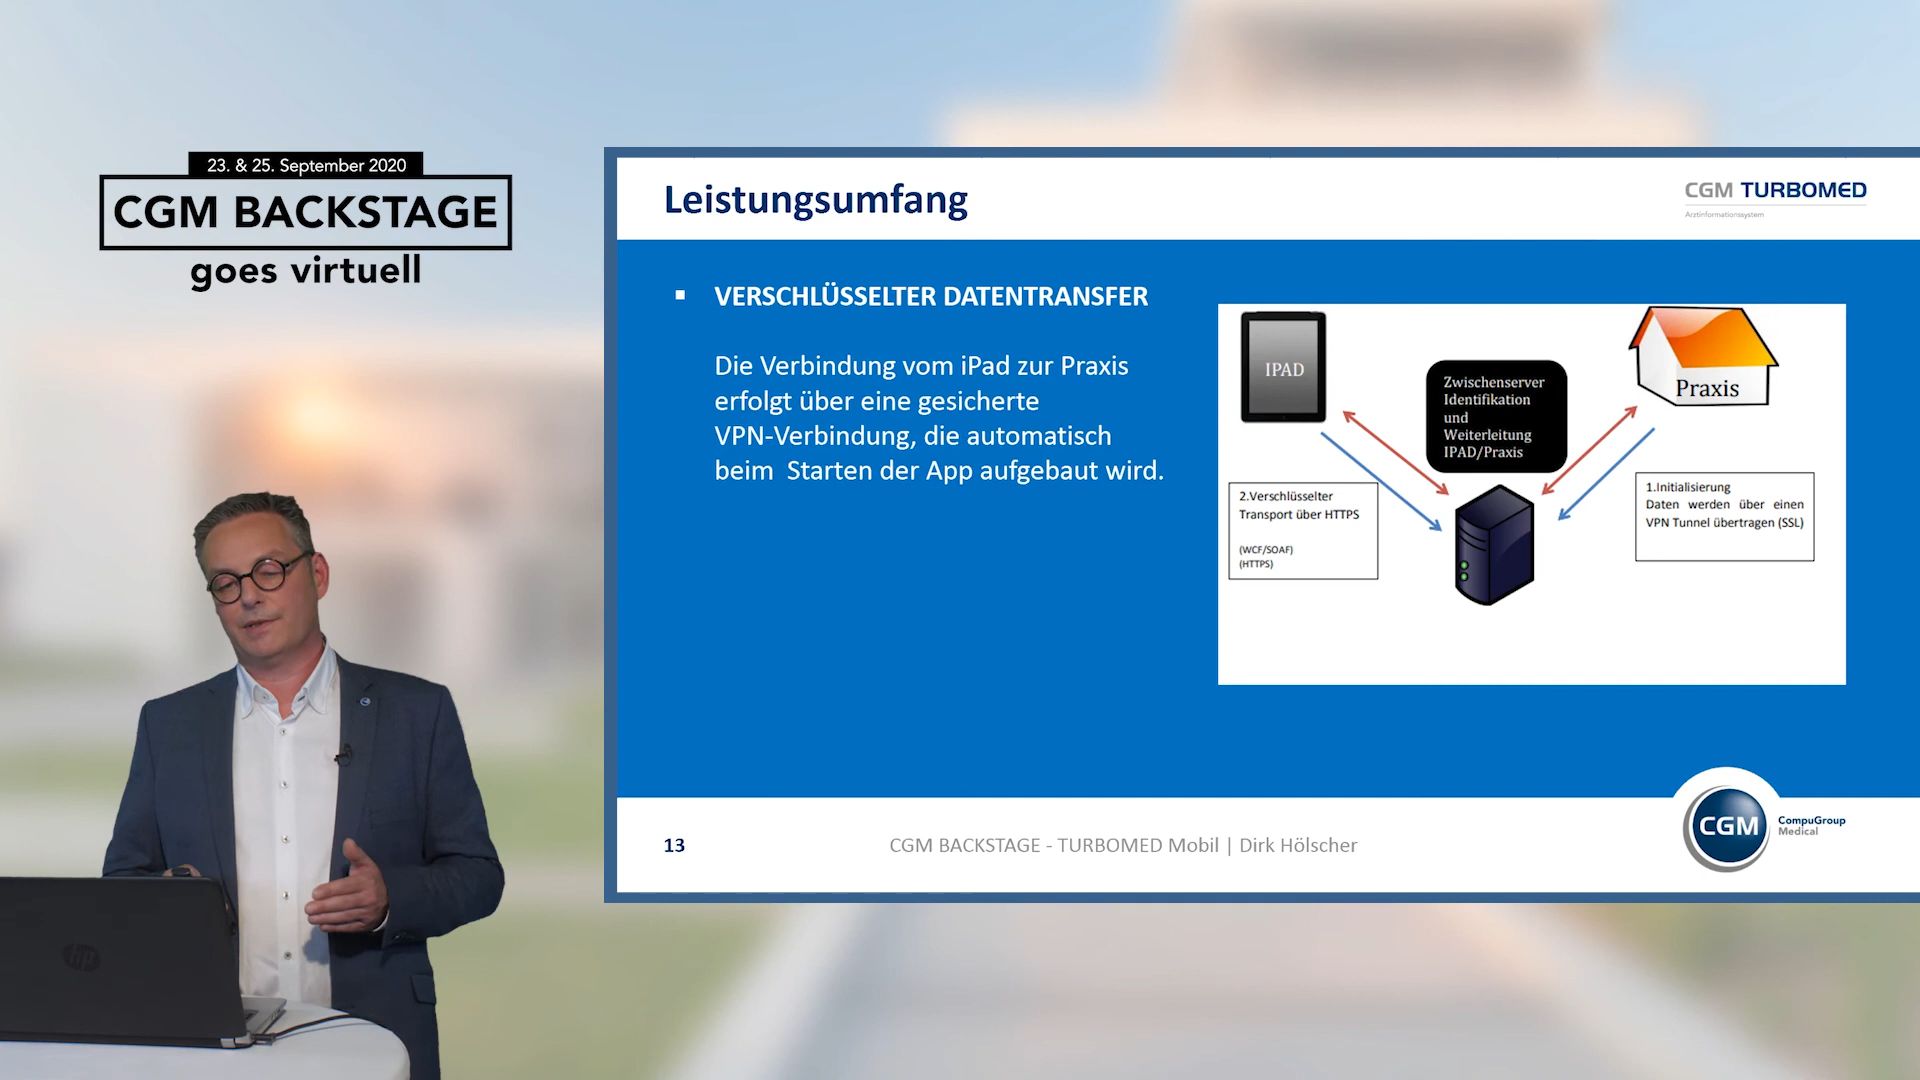 23. & 25. September 2020
CGM BACKSTAGE
goes virtuell
Leistungsumfang
CGM TURBOMED
Arztinformationssystem
▪ VERSCHLÜSSELTER DATENTRANSFER
Die Verbindung vom iPad zur Praxis
erfolgt über eine gesicherte
VPN-Verbindung, die automatisch
beim Starten der App aufgebaut wird.
IPAD
Zwischenserver
Identifikation
und
Weiterleitung
IPAD/Praxis
Praxis
2.Verschlüsselter
Transport über HTTPS
(WCF/SOAF)
(HTTPS)
1.Initialisierung
Daten werden über einen
VPN Tunnel übertragen (SSL)
13
CGM BACKSTAGE - TURBOMED Mobil | Dirk Hölscher
CGM
CompuGroup
Medical
hp